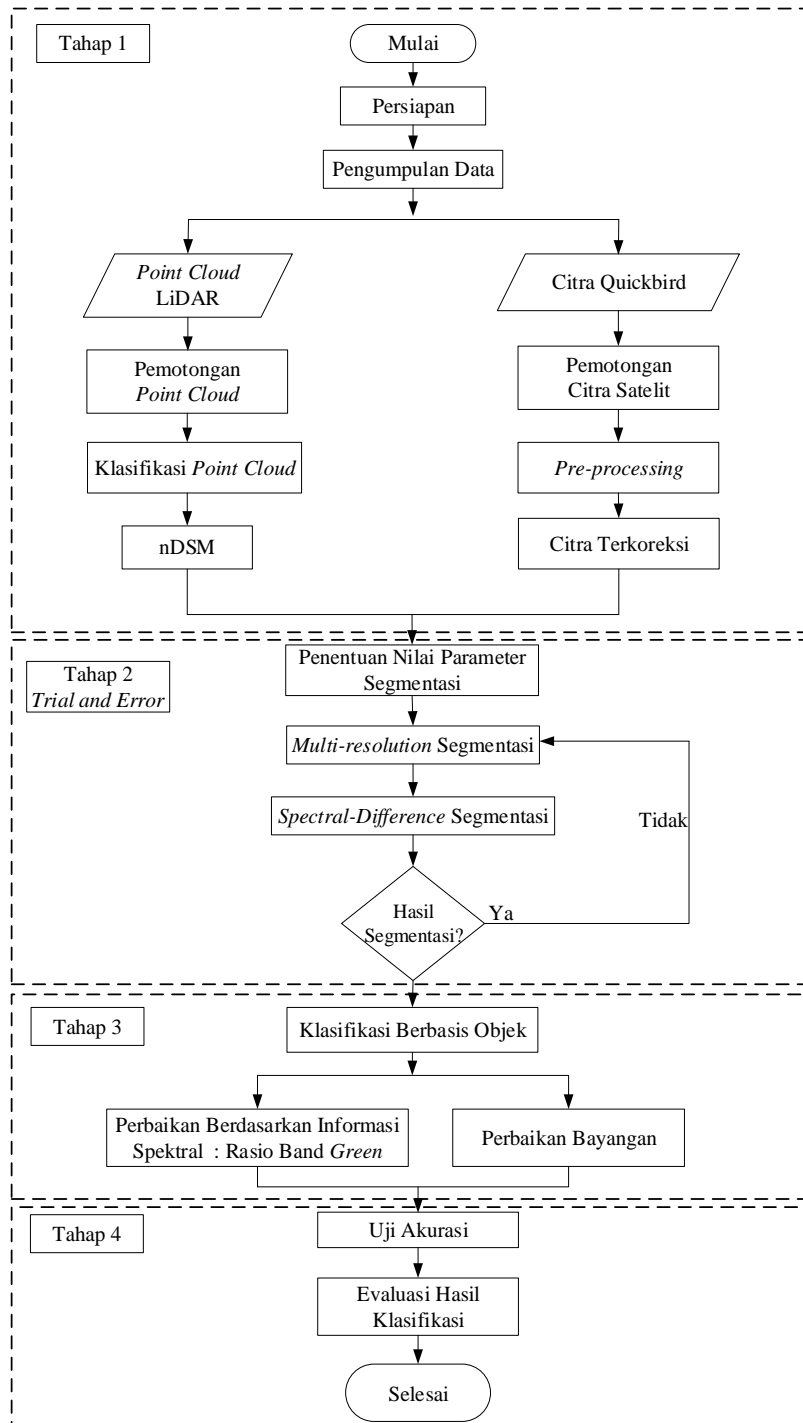 Tahap 1
Mulai
Persiapan
Pengumpulan Data
Point Cloud
LiDAR
Citra Quickbird
Pemotongan
Point Cloud
Pemotongan
Citra Satelit
Klasifikasi Point Cloud
Pre-processing
nDSM
Citra Terkoreksi
Tahap 2
Trial and Error
Penentuan Nilai Parameter
Segmentasi
Multi-resolution Segmentasi
Spectral-Difference Segmentasi
Tidak
Hasil
Segmentasi?
Ya
Tahap 3
Klasifikasi Berbasis Objek
Perbaikan Berdasarkan Informasi
Spektral : Rasio Band Green
Perbaikan Bayangan
Tahap 4
Uji Akurasi
Evaluasi Hasil
Klasifikasi
Selesai